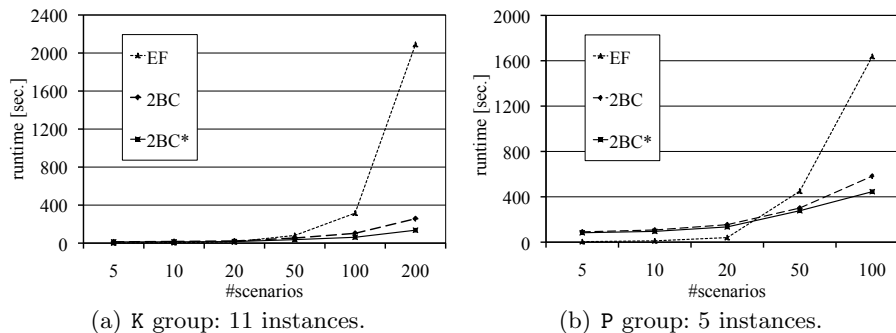 2400
2000
1600
1200
800
400
0
runtime [sec.]
EF
2BC
2BC*
5 10 20 50 100 200
#scenarios
(a) K group: 11 instances.
2000
1600
1200
800
400
0
runtime [sec.]
EF
2BC
2BC*
5 10 20 50 100
#scenarios
(b) P group: 5 instances.